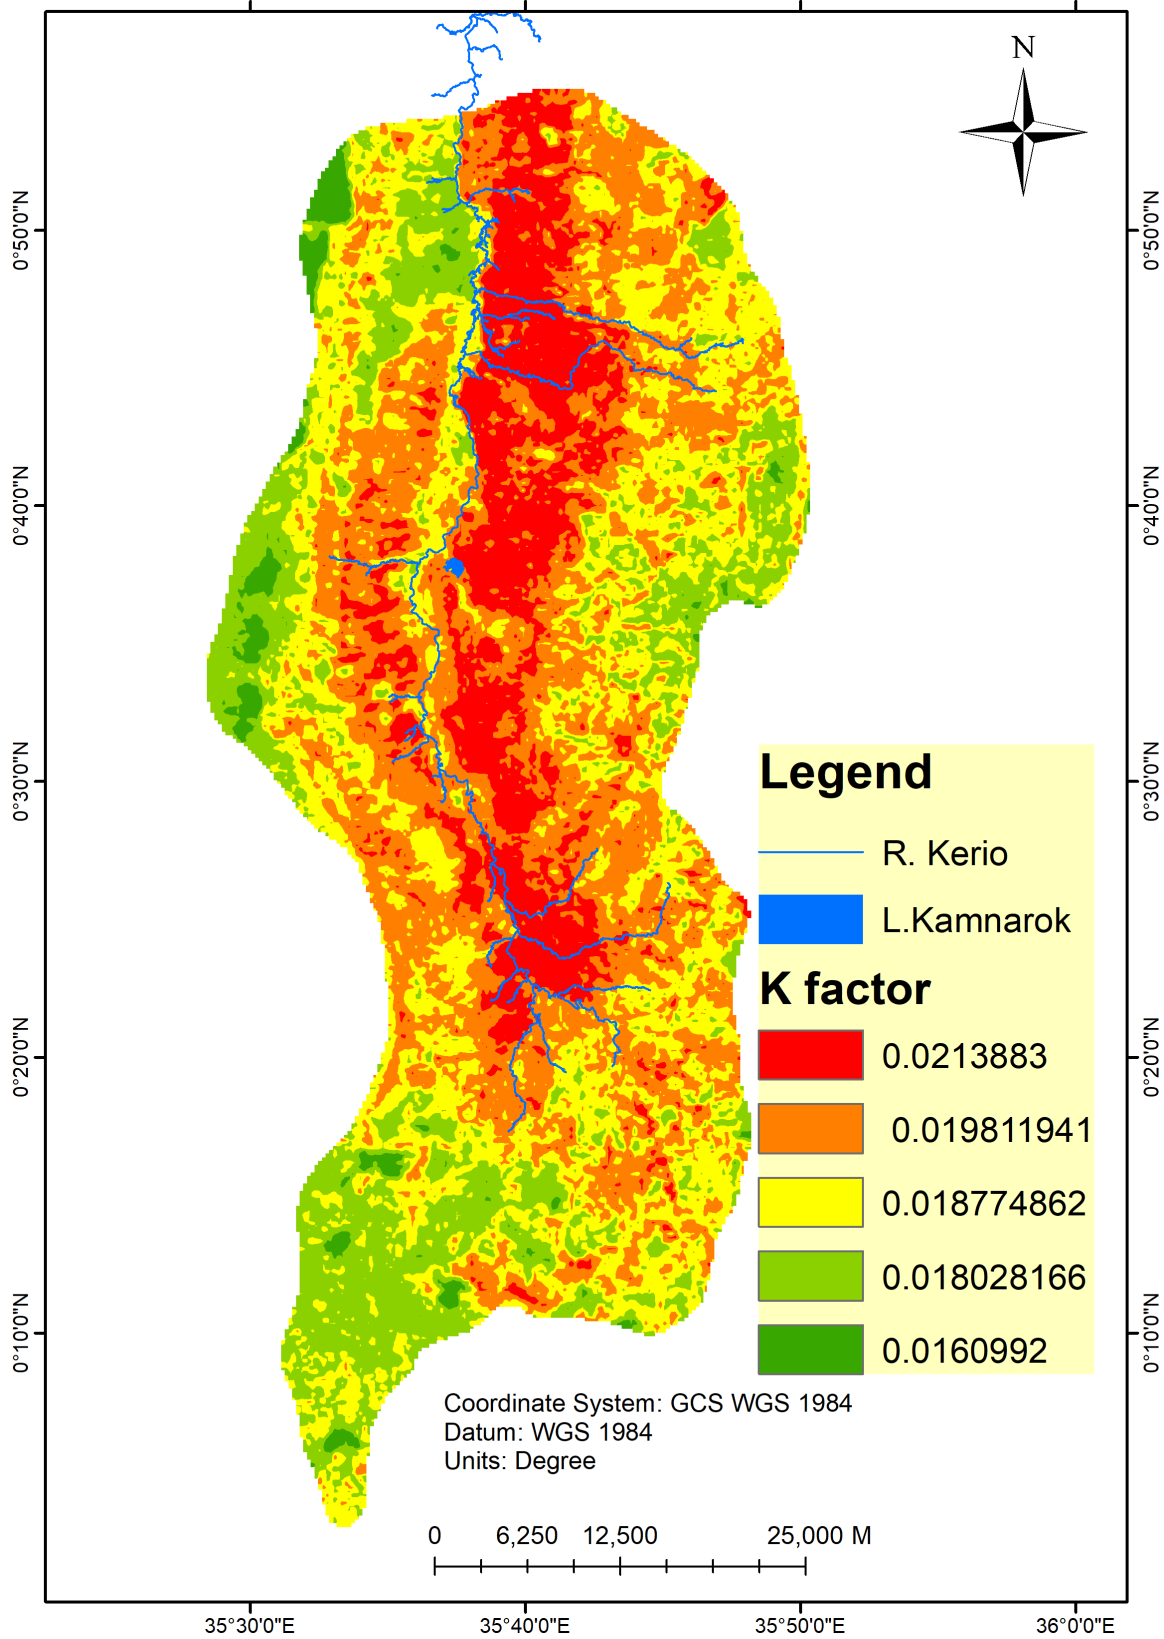 N
0°50'0"N
0°50'0"N
0°40'0"N
0°40'0"N
0°30'0"N
0°30'0"N
0°20'0"N
0°20'0"N
0°10'0"N
0°10'0"N
Legend
R. Kerio
L.Kamnarok
K factor
0.0213883
0.019811941
0.018774862
0.018028166
0.0160992
Coordinate System: GCS WGS 1984
Datum: WGS 1984
Units: Degree
0 6,250 12,500 25,000 M
35°30'0"E 35°40'0"E 35°50'0"E 36°0'0"E